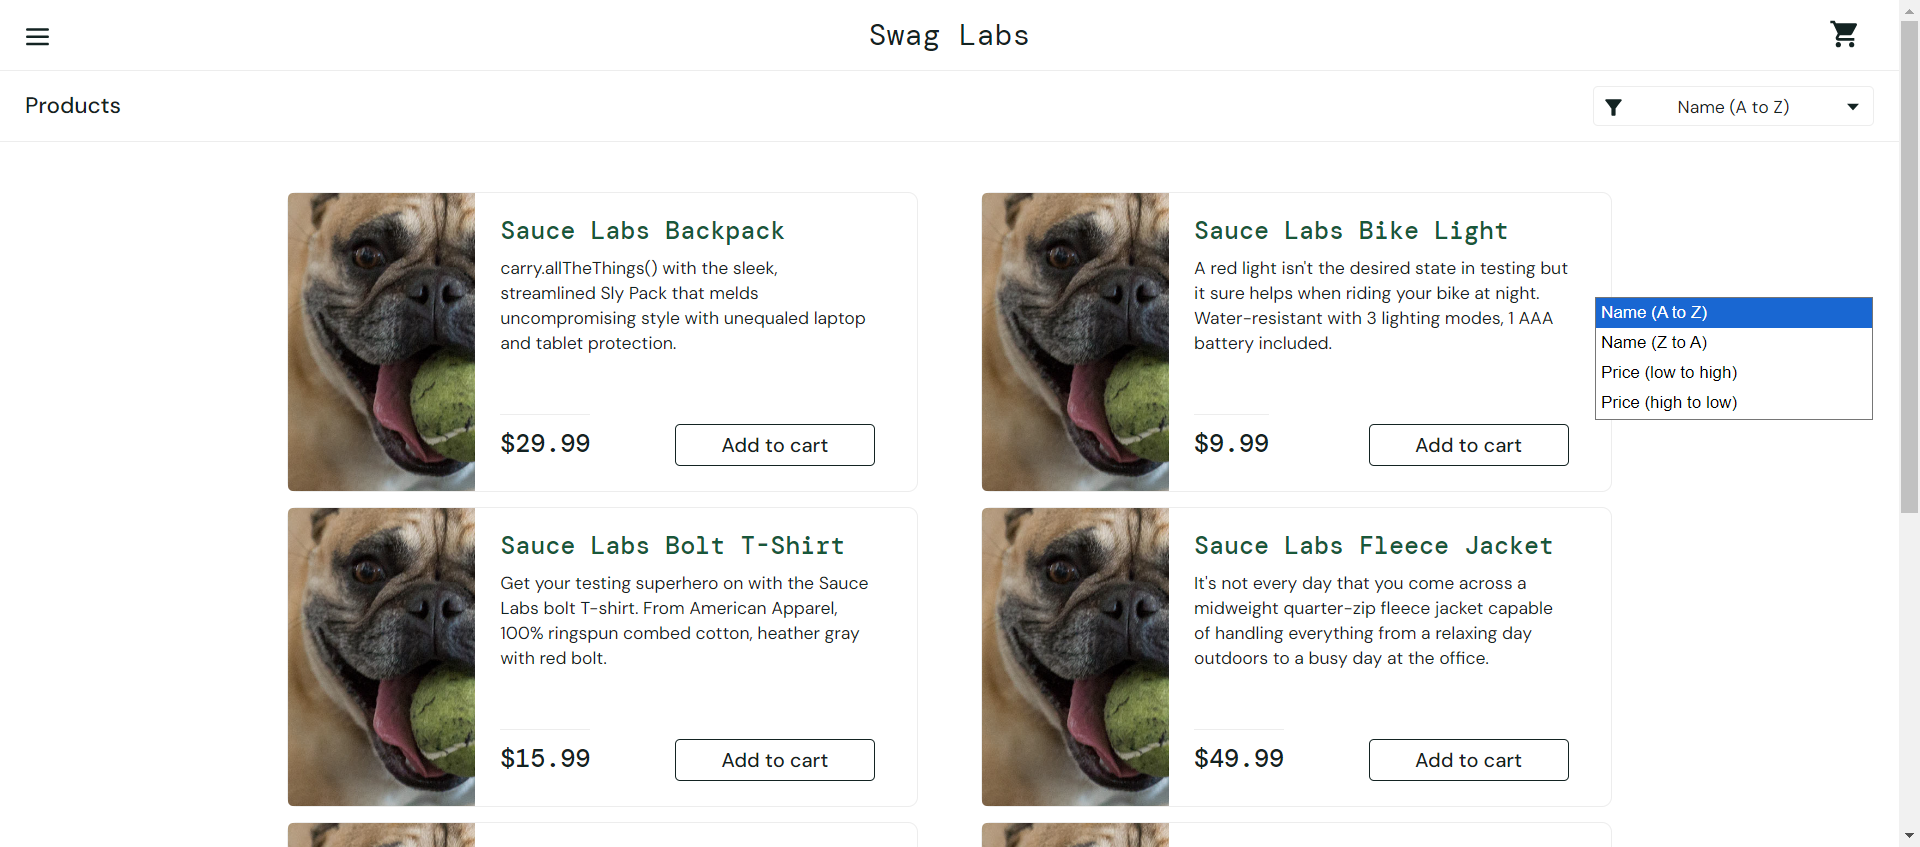 Swag Labs
Products
Name (A to Z)
Sauce Labs Backpack
carry.allTheThings() with the sleek,
streamlined Sly Pack that melds
uncompromising style with unequaled laptop
and tablet protection.
$29.99
Add to cart
Sauce Labs Bike Light
A red light isn't the desired state in testing but
it sure helps when riding your bike at night.
Water-resistant with 3 lighting modes, 1 AAA
battery included.
$9.99
Add to cart
Name (A to Z)
Name (Z to A)
Price (low to high)
Price (high to low)
Sauce Labs Bolt T-Shirt
Get your testing superhero on with the Sauce
Labs bolt T-shirt. From American Apparel,
100% ringspun combed cotton, heather gray
with red bolt.
$15.99
Add to cart
Sauce Labs Fleece Jacket
It's not every day that you come across a
midweight quarter-zip fleece jacket capable
of handling everything from a relaxing day
outdoors to a busy day at the office.
$49.99
Add to cart